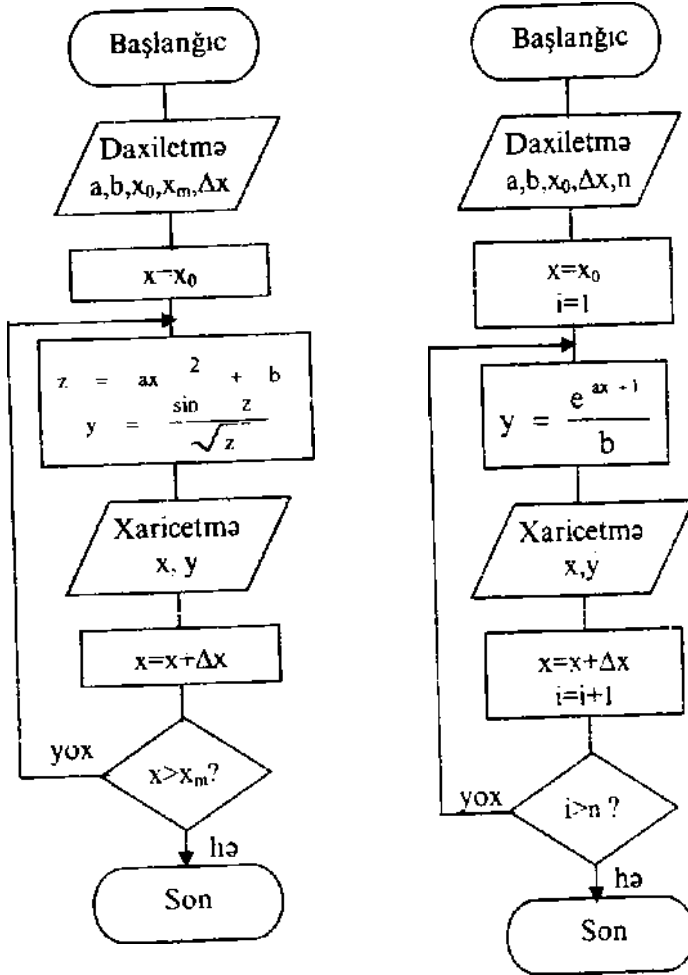 Başlanğıc
Daxiletmə
a,b,x₀,xₘ,Δx
x=x₀
z = ax² + b
y = sin z / √z
Xaricetmə
x, y
x=x+Δx
x>xₘ?
yox
hə
Son
Başlanğıc
Daxiletmə
a,b,x₀,Δx,n
x=x₀
i=1
y = e^(ax+1) / b
Xaricetmə
x,y
x=x+Δx
i=i+1
i>n ?
yox
hə
Son